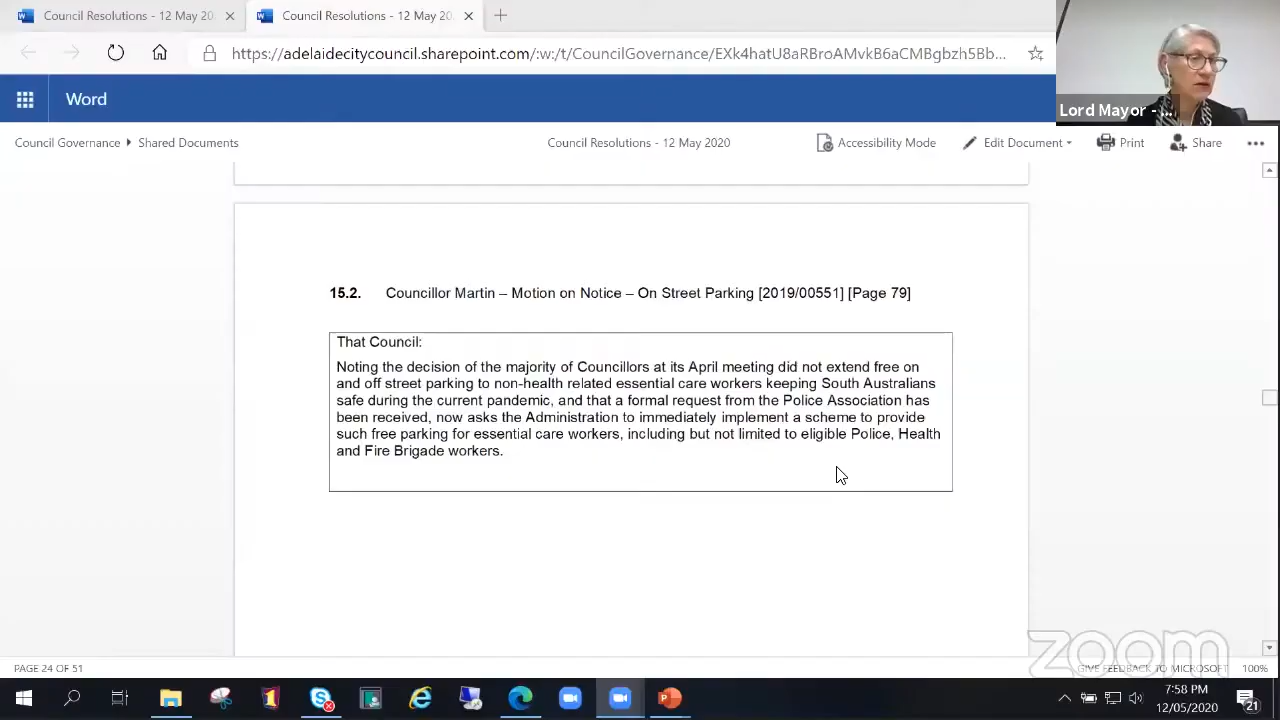 Council Resolutions - 12 May 20
Council Resolutions - 12 May 20
https://adelaidecitycouncil.sharepoint.com/:w:/t/CouncilGovernance/EXk4hatU8aRBroAMvkB6aCMBgbzh5Bb...
Word
Lord Mayor - ...
Council Governance
Shared Documents
Council Resolutions - 12 May 2020
Accessibility Mode
Edit Document
Print
Share
15.2. Councillor Martin – Motion on Notice – On Street Parking [2019/00551] [Page 79]
That Council:
Noting the decision of the majority of Councillors at its April meeting did not extend free on
and off street parking to non-health related essential care workers keeping South Australians
safe during the current pandemic, and that a formal request from the Police Association has
been received, now asks the Administration to immediately implement a scheme to provide
such free parking for essential care workers, including but not limited to eligible Police, Health
and Fire Brigade workers.
zoom
PAGE 24 OF 51
GIVE FEEDBACK TO MICROSOFT
100%
7:58 PM
12/05/2020
21